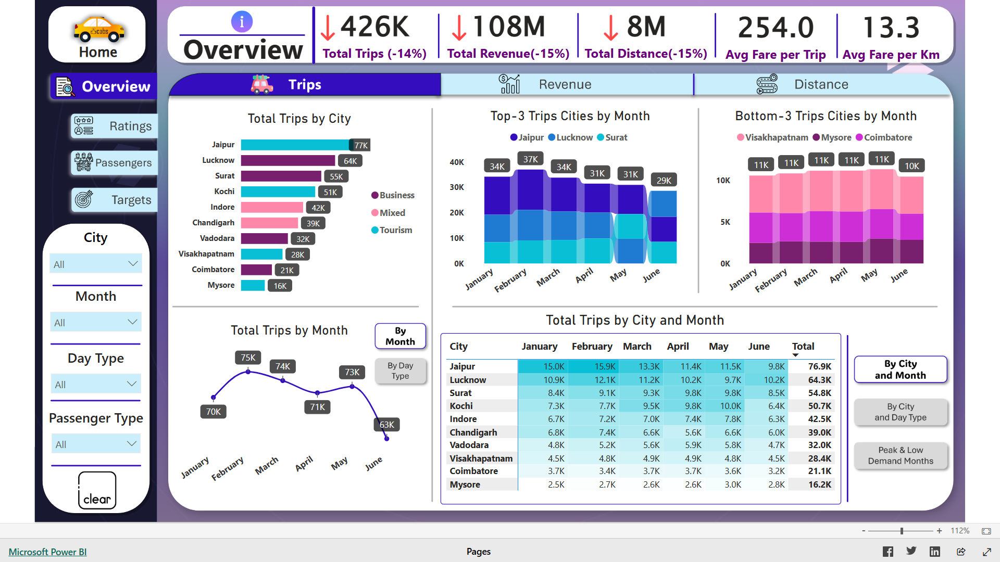 cabs
Home
i
Overview
426K
Total Trips (-14%)
108M
Total Revenue(-15%)
8M
Total Distance(-15%)
254.0
Avg Fare per Trip
13.3
Avg Fare per Km
Overview
Ratings
Passengers
Targets
Trips
Revenue
Distance
City
All
Month
All
Day Type
All
Passenger Type
All
clear
Total Trips by City
Jaipur 77K
Lucknow 64K
Surat 55K
Kochi 51K
Indore 42K
Chandigarh 39K
Vadodara 32K
Visakhapatnam 28K
Coimbatore 21K
Mysore 16K
Business
Mixed
Tourism
Top-3 Trips Cities by Month
Jaipur Lucknow Surat
40K
30K
20K
10K
0K
34K 37K 34K 31K 31K 29K
January February March April May June
Bottom-3 Trips Cities by Month
Visakhapatnam Mysore Coimbatore
10K
5K
0K
11K 11K 11K 11K 11K 10K
January February March April May June
Total Trips by Month
By
Month
By Day
Type
70K 75K 74K 71K 73K 63K
January February March April May June
Total Trips by City and Month
City January February March April May June Total
Jaipur 15.0K 15.9K 13.3K 11.4K 11.5K 9.8K 76.9K
Lucknow 10.9K 12.1K 11.2K 10.2K 9.7K 10.2K 64.3K
Surat 8.4K 9.1K 9.3K 9.8K 9.8K 8.5K 54.8K
Kochi 7.3K 7.7K 9.5K 9.8K 10.0K 6.4K 50.7K
Indore 6.7K 7.2K 7.0K 7.4K 7.8K 6.3K 42.5K
Chandigarh 6.8K 7.4K 6.6K 5.6K 6.6K 6.0K 39.0K
Vadodara 4.8K 5.2K 5.6K 5.9K 5.8K 4.7K 32.0K
Visakhapatnam 4.5K 4.8K 4.9K 4.9K 4.8K 4.5K 28.4K
Coimbatore 3.7K 3.4K 3.7K 3.7K 3.6K 3.2K 21.1K
Mysore 2.5K 2.7K 2.6K 2.6K 3.0K 2.8K 16.2K
By City
and Month
By City
and Day Type
Peak & Low
Demand Months
- + 112%
Microsoft Power BI
Pages